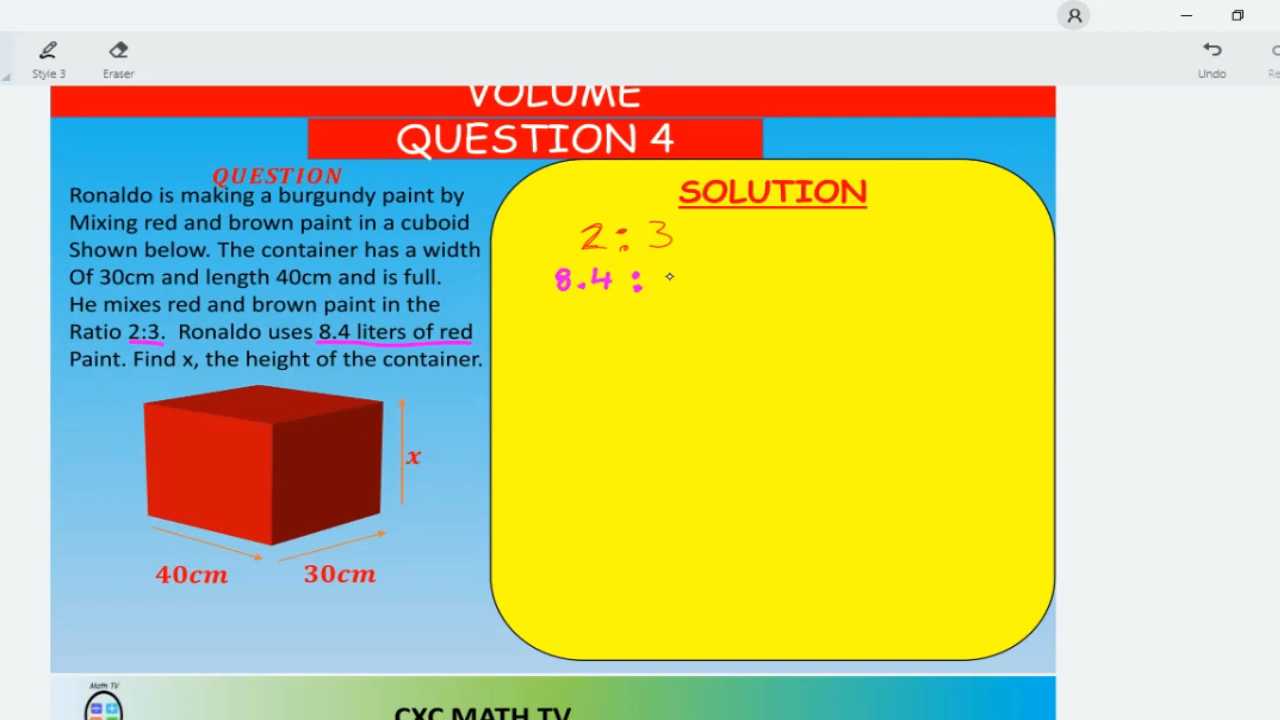 Style 3
Eraser
Undo
VOLUME
QUESTION 4
QUESTION
Ronaldo is making a burgundy paint by
Mixing red and brown paint in a cuboid
Shown below. The container has a width
Of 30cm and length 40cm and is full.
He mixes red and brown paint in the
Ratio 2:3. Ronaldo uses 8.4 liters of red
Paint. Find x, the height of the container.
x
40cm
30cm
SOLUTION
2 : 3
8.4 :
Math TV
CXC MATH TV